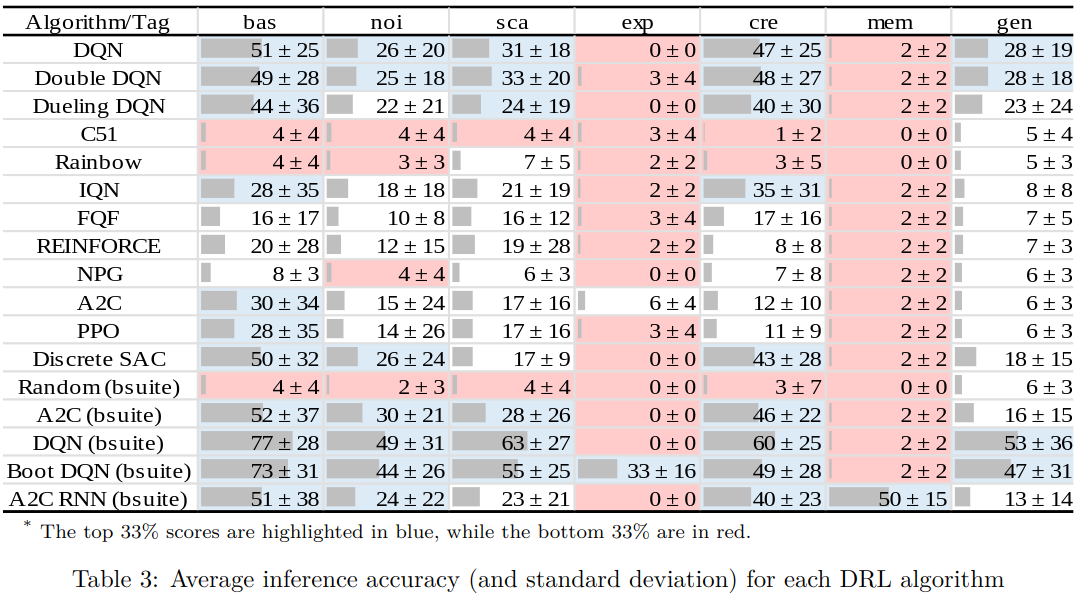 Algorithm/Tag bas noi sca exp cre mem gen
DQN 51 ± 25 26 ± 20 31 ± 18 0 ± 0 47 ± 25 2 ± 2 28 ± 19
Double DQN 49 ± 28 25 ± 18 33 ± 20 3 ± 4 48 ± 27 2 ± 2 28 ± 18
Dueling DQN 44 ± 36 22 ± 21 24 ± 19 0 ± 0 40 ± 30 2 ± 2 23 ± 24
C51 4 ± 4 4 ± 4 4 ± 4 3 ± 4 1 ± 2 0 ± 0 5 ± 4
Rainbow 4 ± 4 3 ± 3 7 ± 5 2 ± 2 3 ± 5 0 ± 0 5 ± 3
IQN 28 ± 35 18 ± 18 21 ± 19 2 ± 2 35 ± 31 2 ± 2 8 ± 8
FQF 16 ± 17 10 ± 8 16 ± 12 3 ± 4 17 ± 16 2 ± 2 7 ± 5
REINFORCE 20 ± 28 12 ± 15 19 ± 28 2 ± 2 8 ± 8 2 ± 2 7 ± 3
NPG 8 ± 3 4 ± 4 6 ± 3 0 ± 0 7 ± 8 2 ± 2 6 ± 3
A2C 30 ± 34 15 ± 24 17 ± 16 6 ± 4 12 ± 10 2 ± 2 6 ± 3
PPO 28 ± 35 14 ± 26 17 ± 16 3 ± 4 11 ± 9 2 ± 2 6 ± 3
Discrete SAC 50 ± 32 26 ± 24 17 ± 9 0 ± 0 43 ± 28 2 ± 2 18 ± 15
Random (bsuite) 4 ± 4 2 ± 3 4 ± 4 0 ± 0 3 ± 7 0 ± 0 6 ± 3
A2C (bsuite) 52 ± 37 30 ± 21 28 ± 26 0 ± 0 46 ± 22 2 ± 2 16 ± 15
DQN (bsuite) 77 ± 28 49 ± 31 63 ± 27 0 ± 0 60 ± 25 2 ± 2 53 ± 36
Boot DQN (bsuite) 73 ± 31 44 ± 26 55 ± 25 33 ± 16 49 ± 28 2 ± 2 47 ± 31
A2C RNN (bsuite) 51 ± 38 24 ± 22 23 ± 21 0 ± 0 40 ± 23 50 ± 15 13 ± 14
* The top 33% scores are highlighted in blue, while the bottom 33% are in red.
Table 3: Average inference accuracy (and standard deviation) for each DRL algorithm